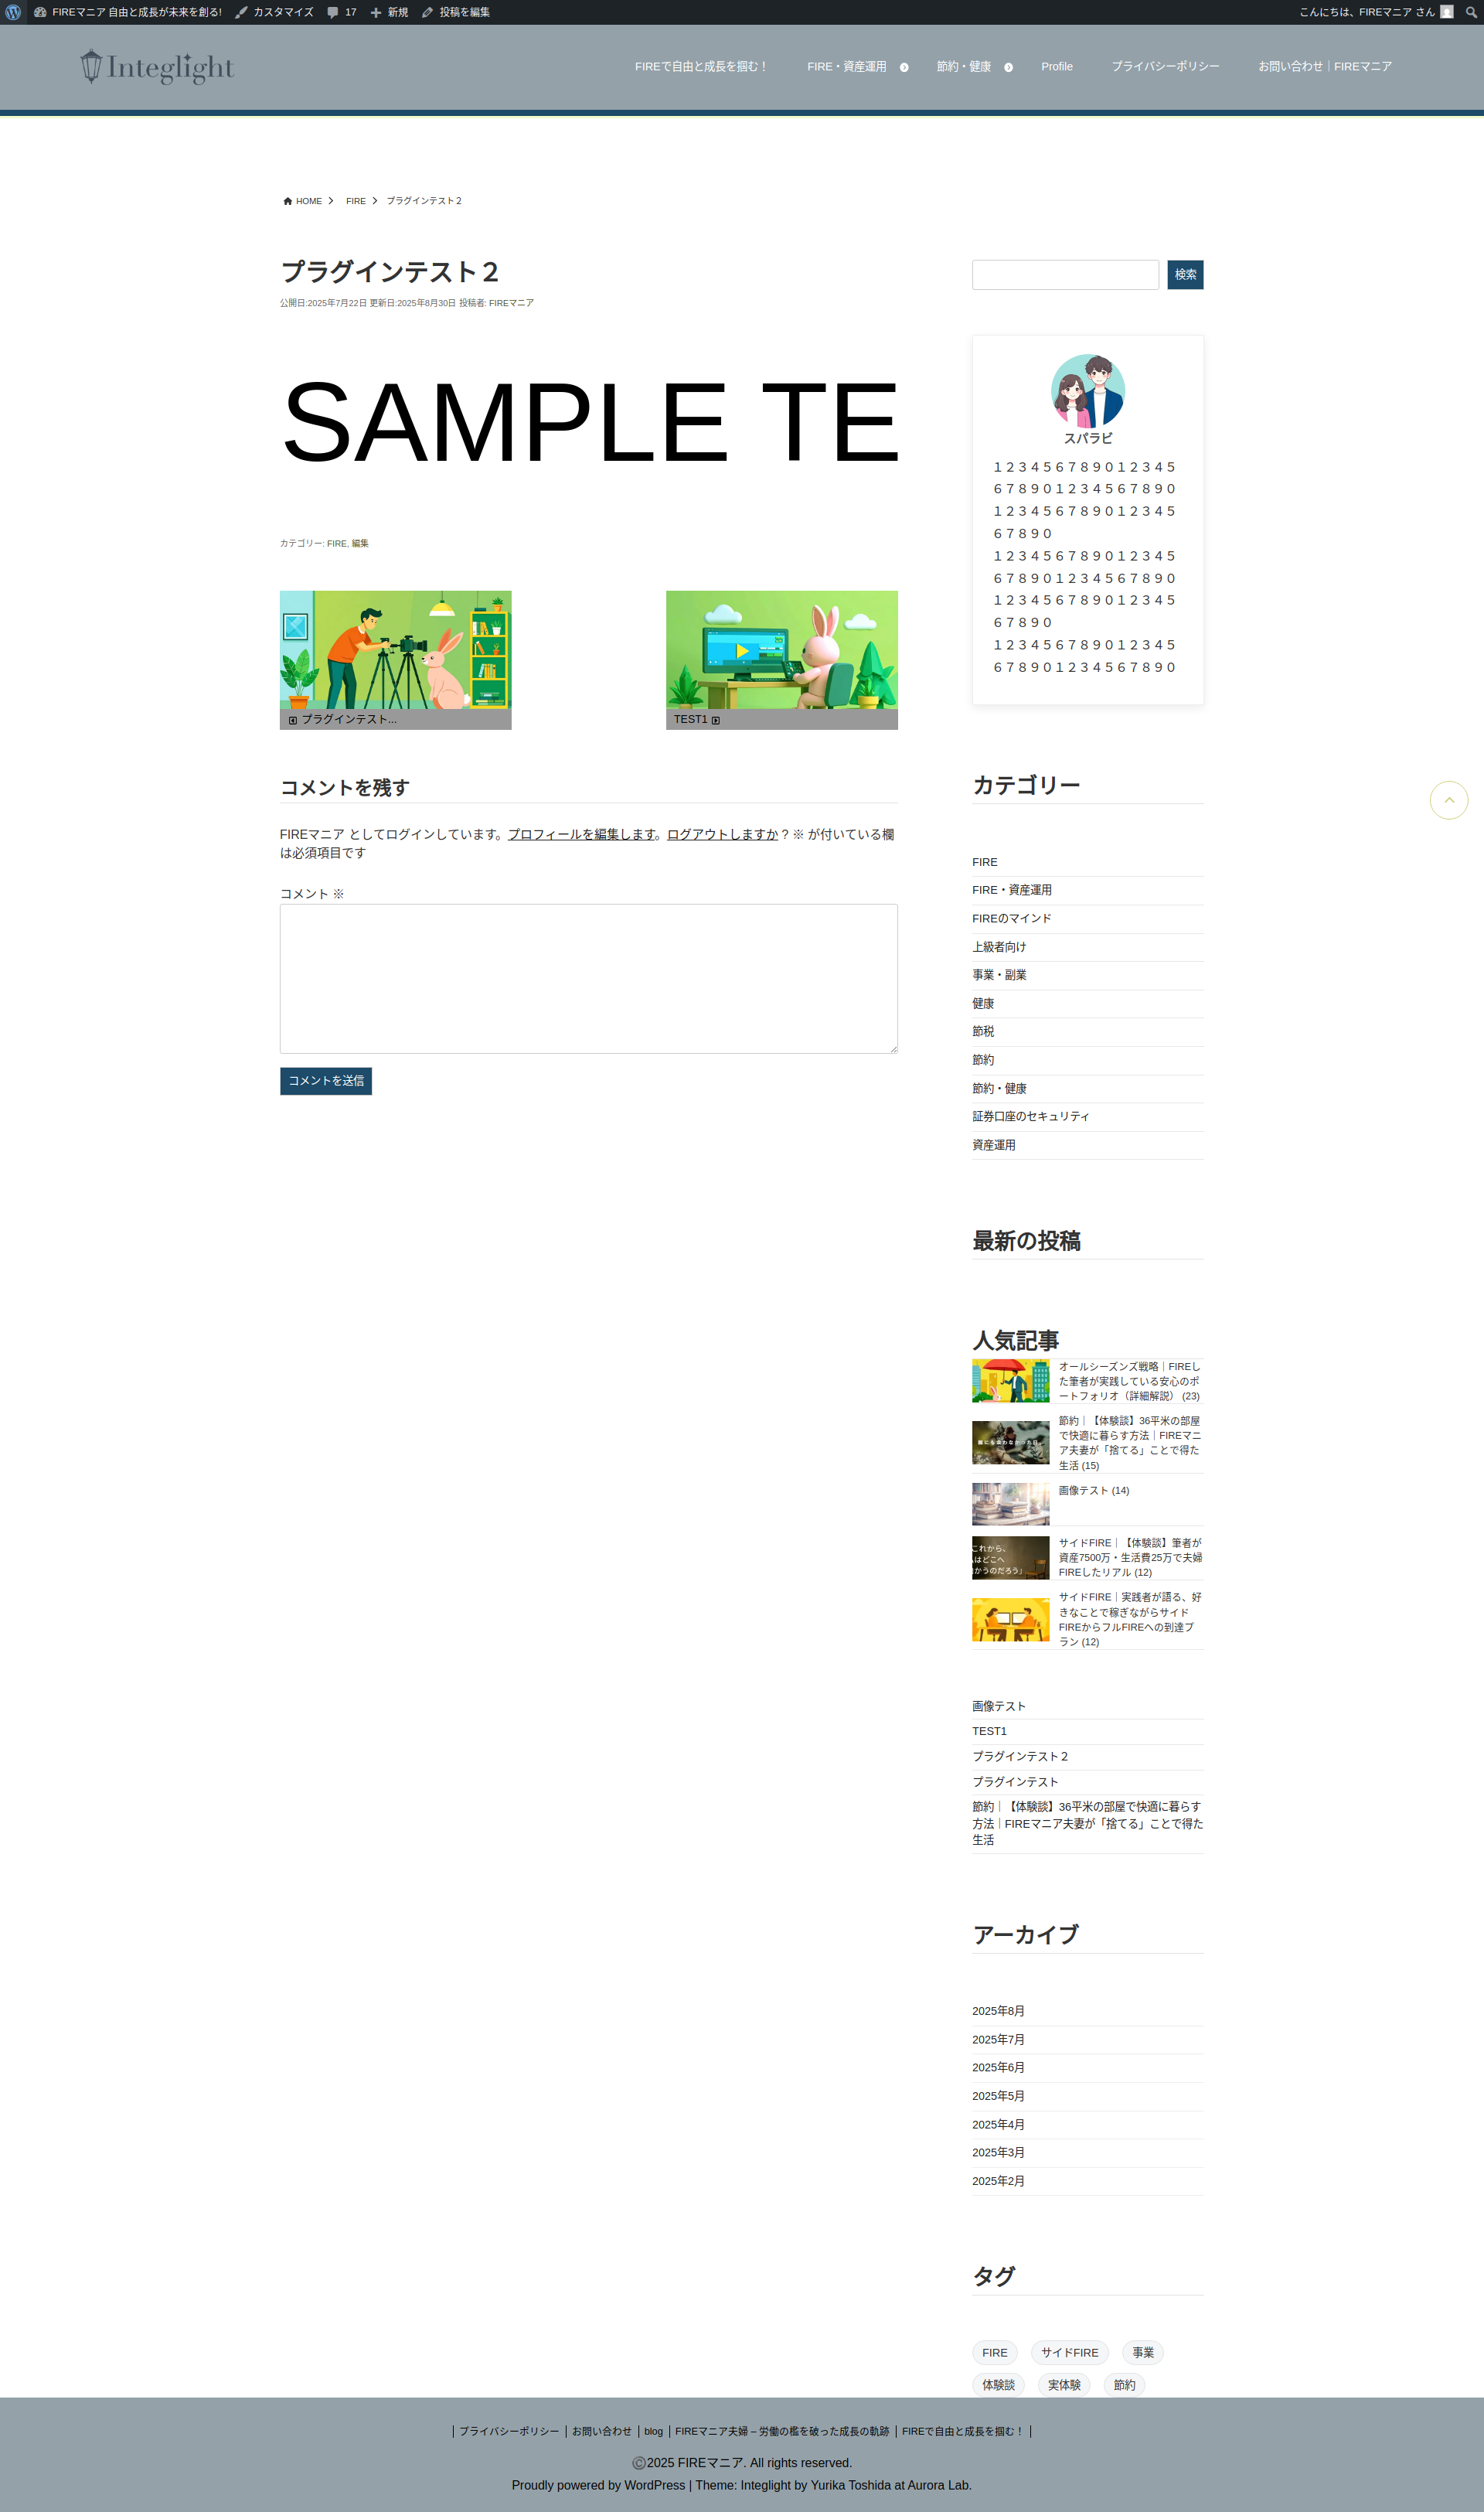 FIREマニア 自由と成長が未来を創る!  カスタマイズ  17  新規  投稿を編集  こんにちは、FIREマニア さん
Integlight
FIREで自由と成長を掴む！  FIRE・資産運用  節約・健康  Profile  プライバシーポリシー  お問い合わせ｜FIREマニア
HOME  FIRE  プラグインテスト２
プラグインテスト２
公開日:2025年7月22日 更新日:2025年8月30日 投稿者: FIREマニア
SAMPLE TE
カテゴリー: FIRE, 編集
プラグインテスト...
TEST1
コメントを残す
FIREマニア としてログインしています。プロフィールを編集します。ログアウトしますか ? ※ が付いている欄
は必須項目です
コメント ※
コメントを送信
検索
スパラビ
１２３４５６７８９０１２３４５
６７８９０１２３４５６７８９０
１２３４５６７８９０１２３４５
６７８９０
１２３４５６７８９０１２３４５
６７８９０１２３４５６７８９０
１２３４５６７８９０１２３４５
６７８９０
１２３４５６７８９０１２３４５
６７８９０１２３４５６７８９０
カテゴリー
FIRE
FIRE・資産運用
FIREのマインド
上級者向け
事業・副業
健康
節税
節約
節約・健康
証券口座のセキュリティ
資産運用
最新の投稿
人気記事
オールシーズンズ戦略｜FIREし
た筆者が実践している安心のポ
ートフォリオ（詳細解説） (23)
節約｜【体験談】36平米の部屋
で快適に暮らす方法｜FIREマニ
ア夫妻が「捨てる」ことで得た
生活 (15)
画像テスト (14)
これから、
はどこへ
かうのだろう」
サイドFIRE｜【体験談】筆者が
資産7500万・生活費25万で夫婦
FIREしたリアル (12)
サイドFIRE｜実践者が語る、好
きなことで稼ぎながらサイド
FIREからフルFIREへの到達プ
ラン (12)
画像テスト
TEST1
プラグインテスト２
プラグインテスト
節約｜【体験談】36平米の部屋で快適に暮らす
方法｜FIREマニア夫妻が「捨てる」ことで得た
生活
アーカイブ
2025年8月
2025年7月
2025年6月
2025年5月
2025年4月
2025年3月
2025年2月
タグ
FIRE  サイドFIRE  事業
体験談  実体験  節約
プライバシーポリシー  お問い合わせ  blog  FIREマニア夫婦 – 労働の檻を破った成長の軌跡  FIREで自由と成長を掴む！
©2025 FIREマニア. All rights reserved.
Proudly powered by WordPress | Theme: Integlight by Yurika Toshida at Aurora Lab.